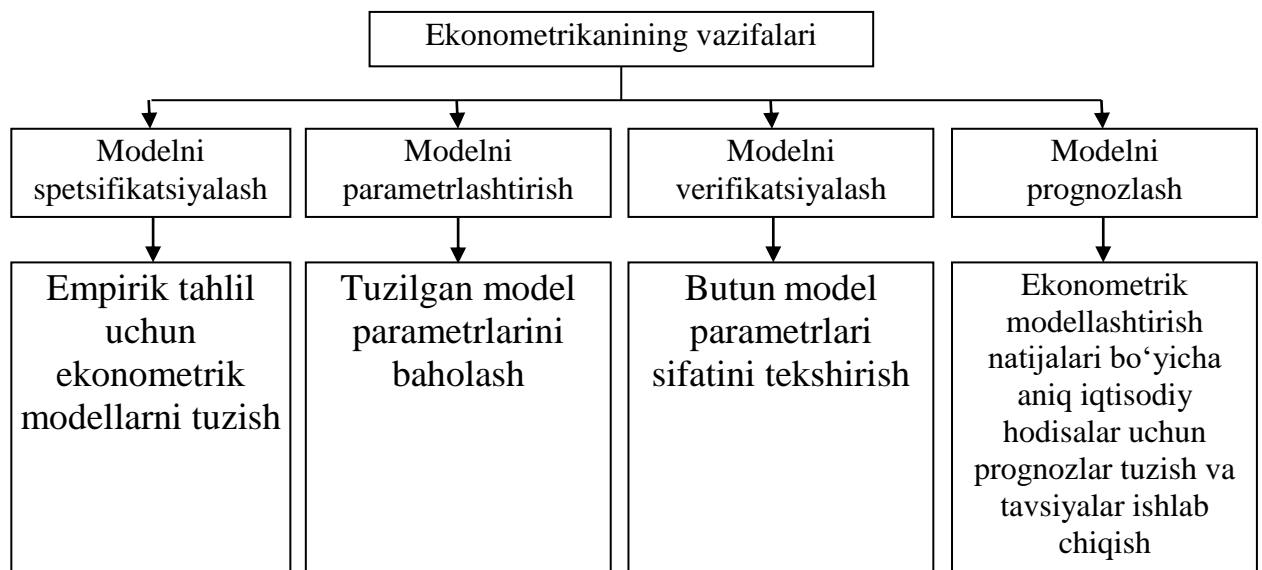 Ekonometrikanining vazifalari
Modelni
spetsifikatsiyalash
Modelni
parametrlashtirish
Modelni
verifikatsiyalash
Modelni
prognozlash
Empirik tahlil
uchun
ekonometrik
modellarni tuzish
Tuzilgan model
parametrlarini
baholash
Butun model
parametrlari
sifatini tekshirish
Ekonometrik
modellashtirish
natijalari bo‘yicha
aniq iqtisodiy
hodisalar uchun
prognozlar tuzish va
tavsiyalar ishlab
chiqish